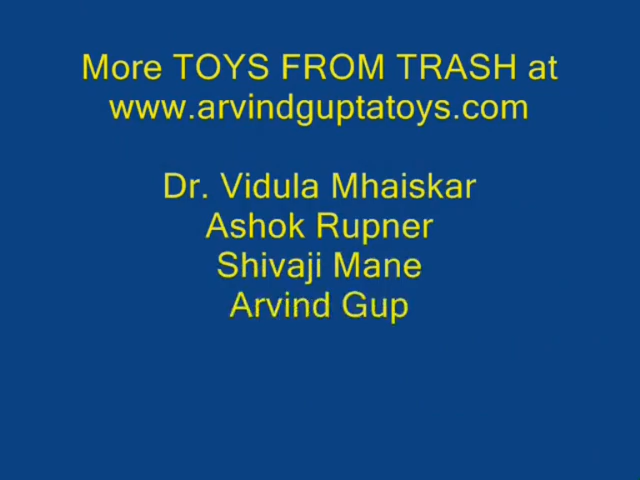 More TOYS FROM TRASH at
www.arvindguptatoys.com
Dr. Vidula Mhaiskar
Ashok Rupner
Shivaji Mane
Arvind Gup